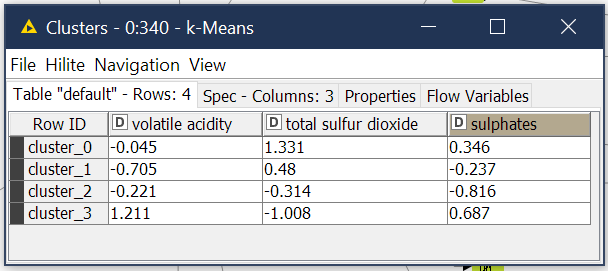 Clusters - 0:340 - k-Means
File Hilite Navigation View
Table "default" - Rows: 4 Spec - Columns: 3 Properties Flow Variables
Row ID D volatile acidity D total sulfur dioxide D sulphates
cluster_0 -0.045 1.331 0.346
cluster_1 -0.705 0.48 -0.237
cluster_2 -0.221 -0.314 -0.816
cluster_3 1.211 -1.008 0.687